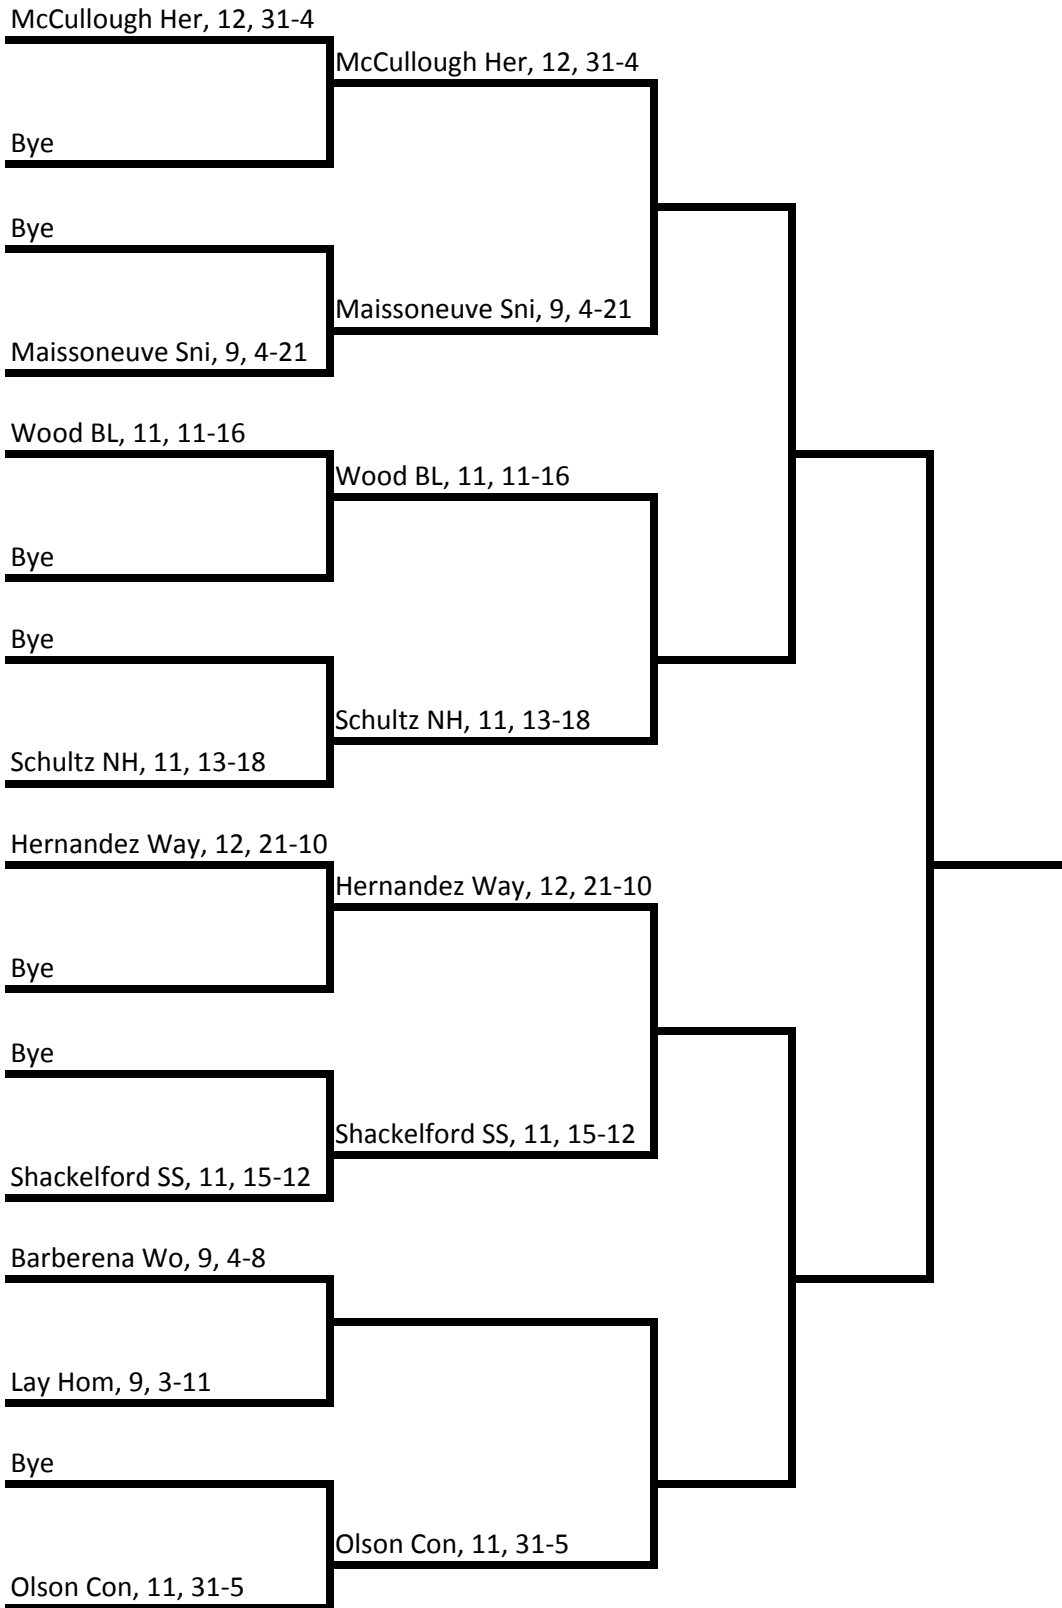 McCullough Her, 12, 31-4
McCullough Her, 12, 31-4
Bye
Bye
Maissoneuve Sni, 9, 4-21
Maissoneuve Sni, 9, 4-21
Wood BL, 11, 11-16
Wood BL, 11, 11-16
Bye
Bye
Schultz NH, 11, 13-18
Schultz NH, 11, 13-18
Hernandez Way, 12, 21-10
Hernandez Way, 12, 21-10
Bye
Bye
Shackelford SS, 11, 15-12
Shackelford SS, 11, 15-12
Barberena Wo, 9, 4-8
Lay Hom, 9, 3-11
Bye
Olson Con, 11, 31-5
Olson Con, 11, 31-5